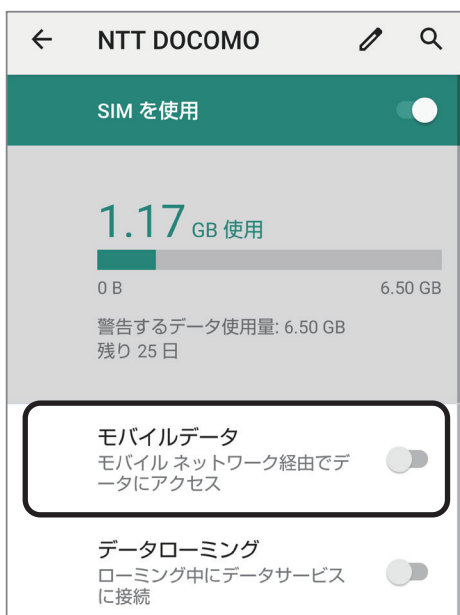 NTT DOCOMO
SIM を使用
1.17 GB 使用
0 B 6.50 GB
警告するデータ使用量: 6.50 GB
残り 25 日
モバイルデータ
モバイル ネットワーク経由でデ
ータにアクセス
データローミング
ローミング中にデータサービス
に接続